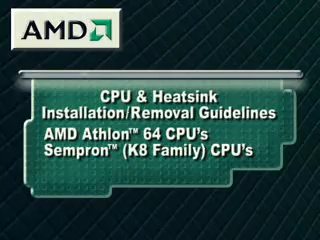 AMD
CPU & Heatsink
Installation/Removal Guidelines
AMD Athlon™ 64 CPU's
Sempron™ (K8 Family) CPU's